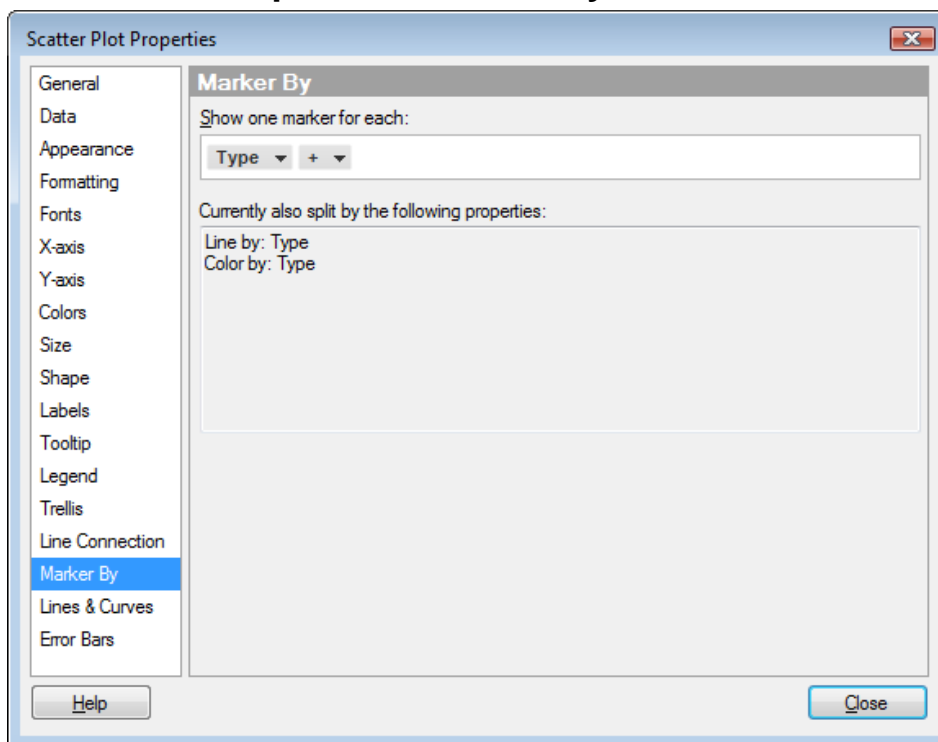 Scatter Plot Properties
General
Data
Appearance
Formatting
Fonts
X-axis
Y-axis
Colors
Size
Shape
Labels
Tooltip
Legend
Trellis
Line Connection
Marker By
Lines & Curves
Error Bars
Marker By
Show one marker for each:
Type +
Currently also split by the following properties:
Line by: Type
Color by: Type
Help
Close